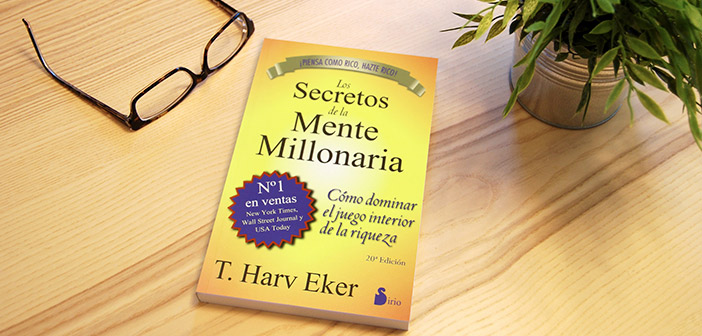 ¡PIENSA COMO RICO, HAZTE RICO!
Los
Secretos
de la
Mente
Millonaria
Nº1
en ventas
New York Times,
Wall Street Journal y
USA Today
Cómo dominar
el juego interior
de la riqueza
20ª Edición
T. Harv Eker
Sirio